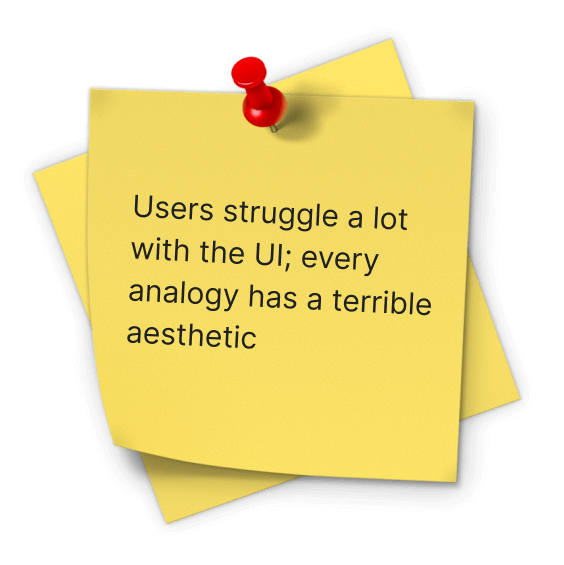 Users struggle a lot
with the UI; every
analogy has a terrible
aesthetic